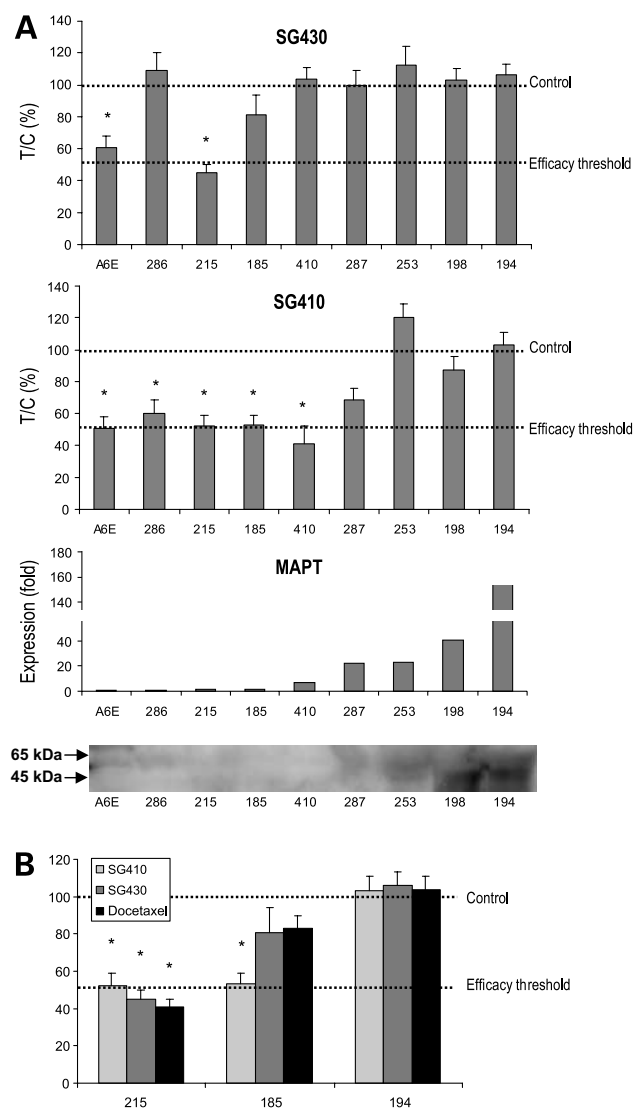 A
SG430
T/C (%)
140
120
100
80
60
40
20
0
Control
Efficacy threshold
* *
A6E 286 215 185 410 287 253 198 194
SG410
T/C (%)
140
120
100
80
60
40
20
0
Control
Efficacy threshold
* * * * *
A6E 286 215 185 410 287 253 198 194
MAPT
Expression (fold)
180
160
140
40
20
0
A6E 286 215 185 410 287 253 198 194
65 kDa
45 kDa
A6E 286 215 185 410 287 253 198 194
B
120
100
80
60
40
20
0
SG410
SG430
Docetaxel
Control
Efficacy threshold
* * * *
215 185 194